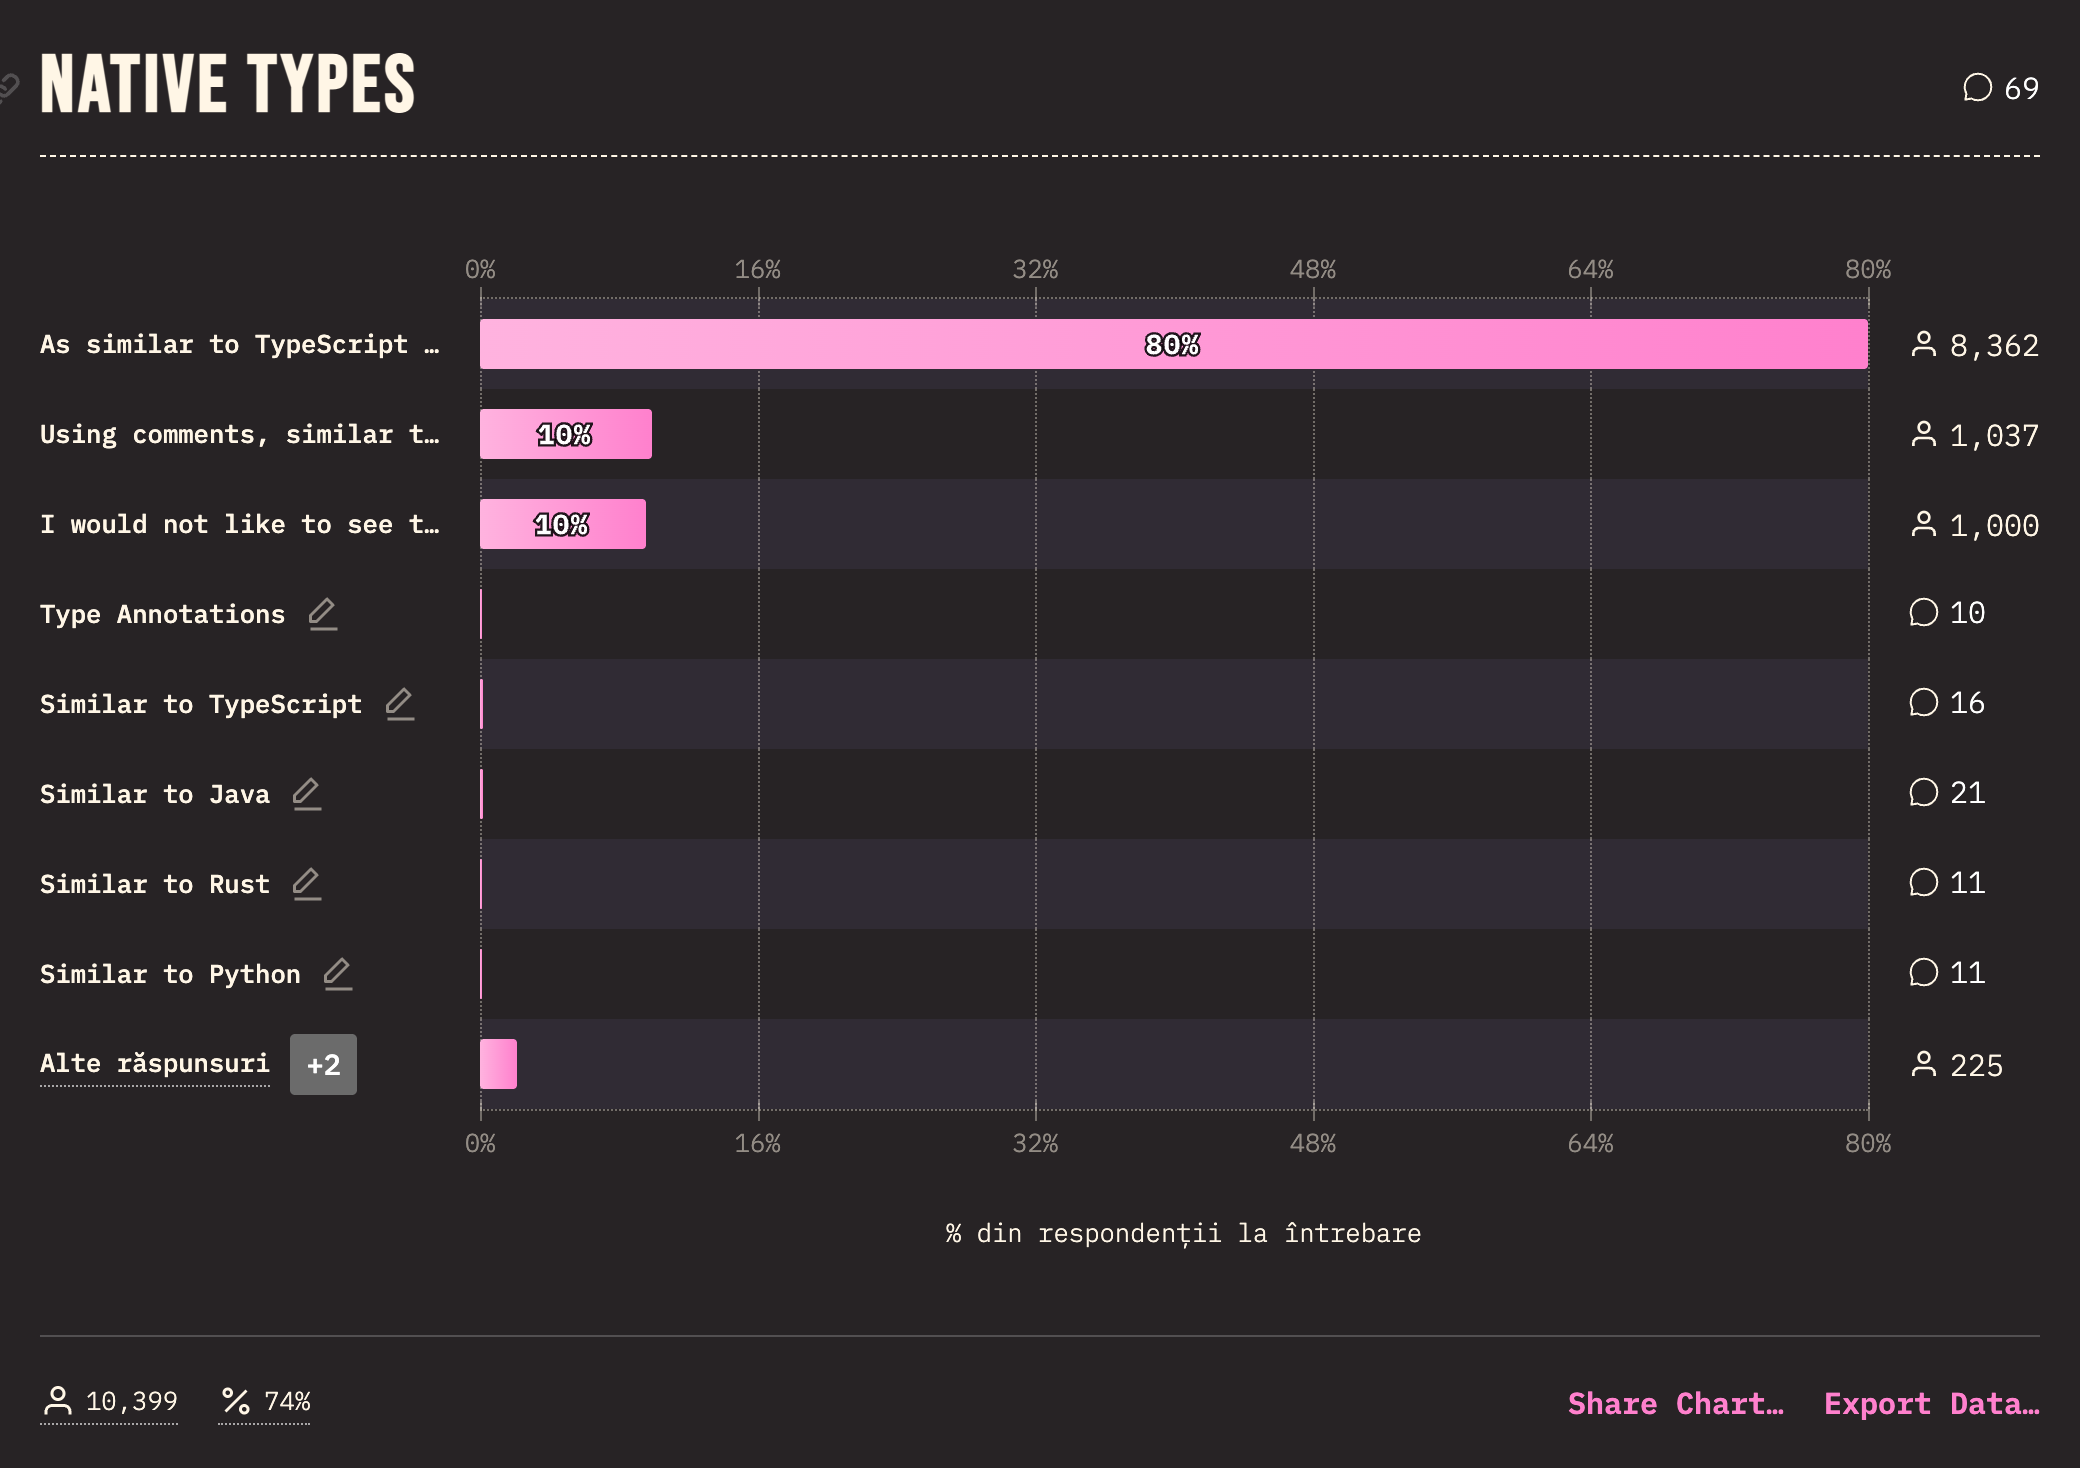 NATIVE TYPES
69
0% 16% 32% 48% 64% 80%
As similar to TypeScript … 80% 8,362
Using comments, similar t… 10% 1,037
I would not like to see t… 10% 1,000
Type Annotations 10
Similar to TypeScript 16
Similar to Java 21
Similar to Rust 11
Similar to Python 11
Alte răspunsuri +2 225
0% 16% 32% 48% 64% 80%
% din respondenții la întrebare
10,399 74% Share Chart… Export Data…